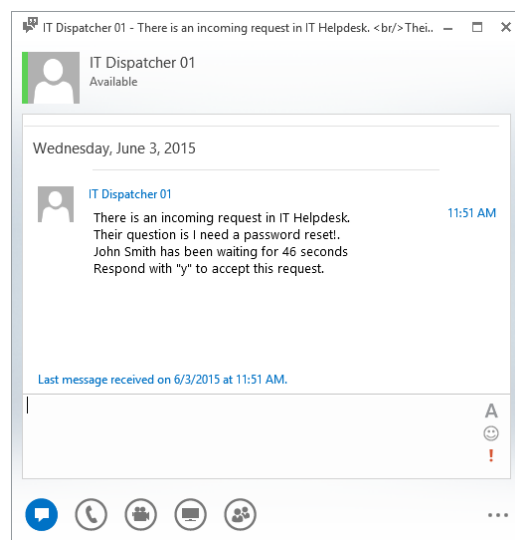 IT Dispatcher 01 - There is an incoming request in IT Helpdesk. <br/>Thei..
IT Dispatcher 01
Available
Wednesday, June 3, 2015
IT Dispatcher 01
There is an incoming request in IT Helpdesk.
11:51 AM
Their question is I need a password reset!.
John Smith has been waiting for 46 seconds
Respond with "y" to accept this request.
Last message received on 6/3/2015 at 11:51 AM.
A
!